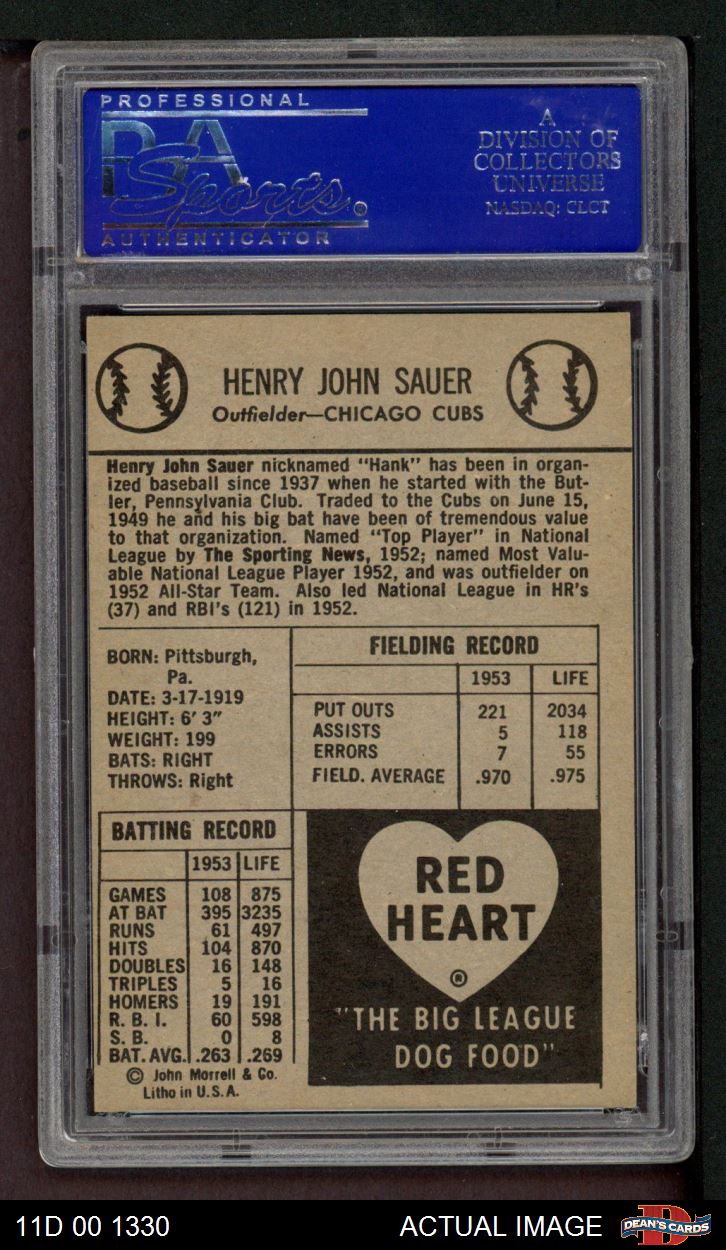 PROFESSIONAL
PSA
Sports®
AUTHENTICATOR
A
DIVISION OF
COLLECTORS
UNIVERSE
NASDAQ: CLCT
HENRY JOHN SAUER
Outfielder—CHICAGO CUBS
Henry John Sauer nicknamed "Hank" has been in organ-
ized baseball since 1937 when he started with the But-
ler, Pennsylvania Club. Traded to the Cubs on June 15,
1949 he and his big bat have been of tremendous value
to that organization. Named "Top Player" in National
League by The Sporting News, 1952; named Most Valu-
able National League Player 1952, and was outfielder on
1952 All-Star Team. Also led National League in HR's
(37) and RBI's (121) in 1952.
BORN: Pittsburgh,
Pa.
DATE: 3-17-1919
HEIGHT: 6' 3"
WEIGHT: 199
BATS: RIGHT
THROWS: Right
FIELDING RECORD
1953 LIFE
PUT OUTS 221 2034
ASSISTS 5 118
ERRORS 7 55
FIELD. AVERAGE .970 .975
BATTING RECORD
1953 LIFE
GAMES 108 875
AT BAT 395 3235
RUNS 61 497
HITS 104 870
DOUBLES 16 148
TRIPLES 5 16
HOMERS 19 191
R. B. I. 60 598
S. B. 0 8
BAT. AVG. .263 .269
© John Morrell & Co.
Litho in U. S. A.
RED
HEART
®
"THE BIG LEAGUE
DOG FOOD"
11D 00 1330
ACTUAL IMAGE
DEAN'S CARDS